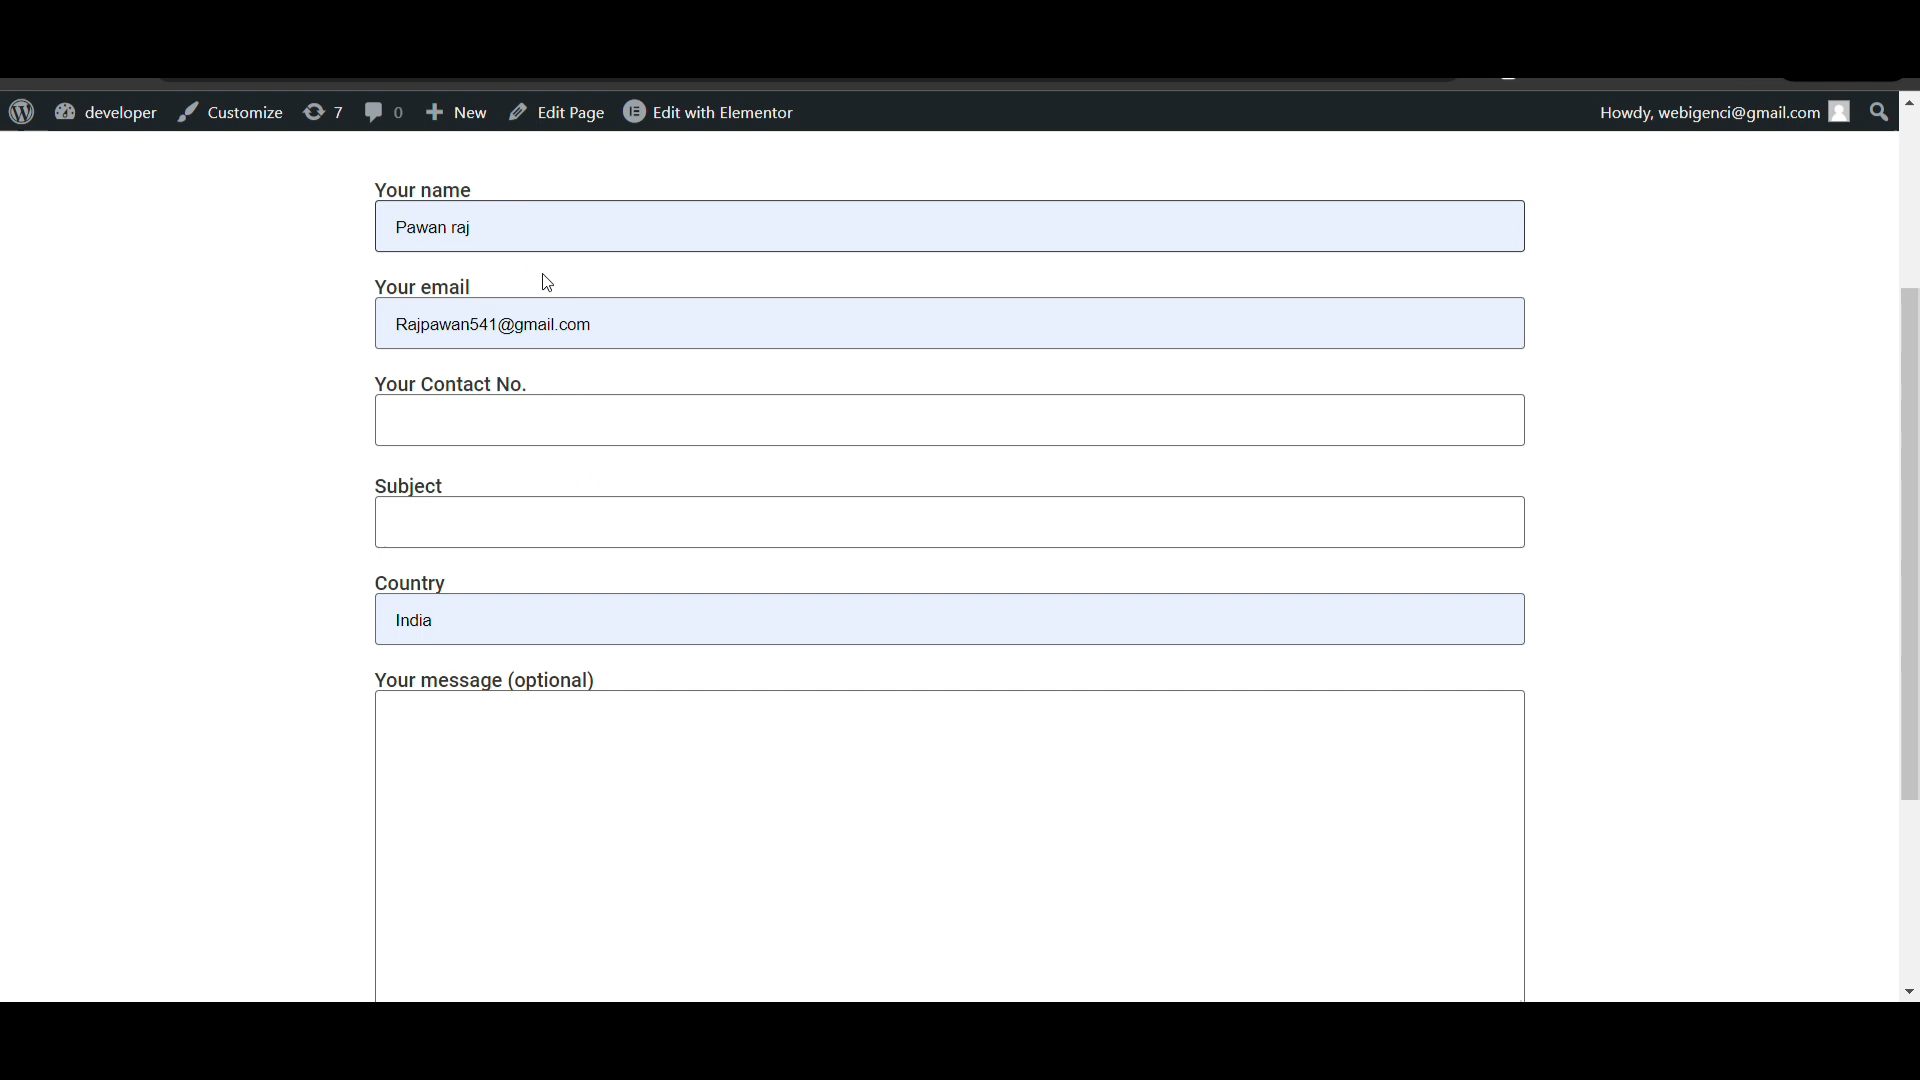 developer Customize 7 0 New Edit Page Edit with Elementor Howdy, webigenci@gmail.com
Your name
Pawan raj
Your email
Rajpawan541@gmail.com
Your Contact No.
Subject
Country
India
Your message (optional)